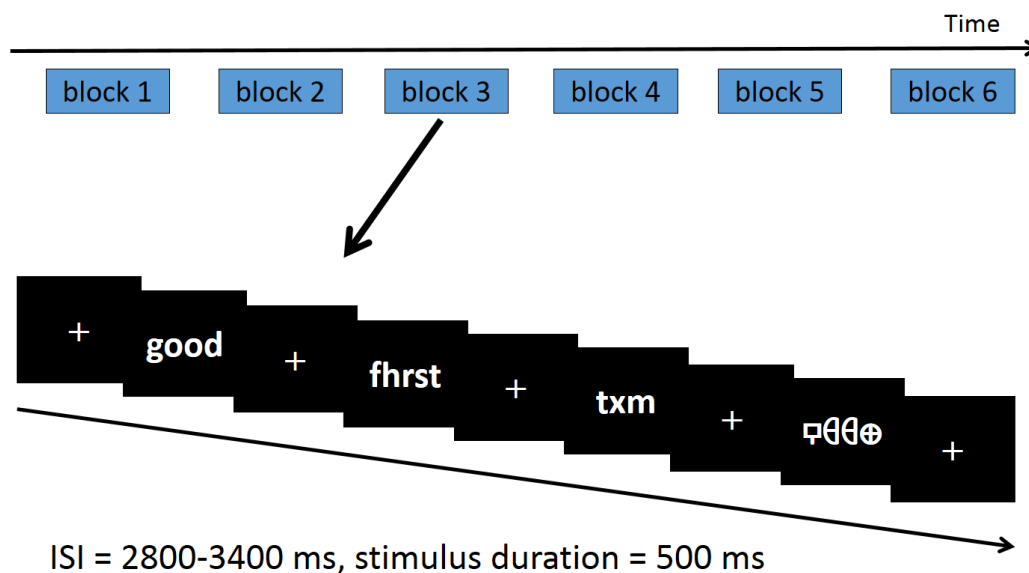 Time
block 1 block 2 block 3 block 4 block 5 block 6
+
good
+
fhrst
+
txm
+
+
ISI = 2800-3400 ms, stimulus duration = 500 ms